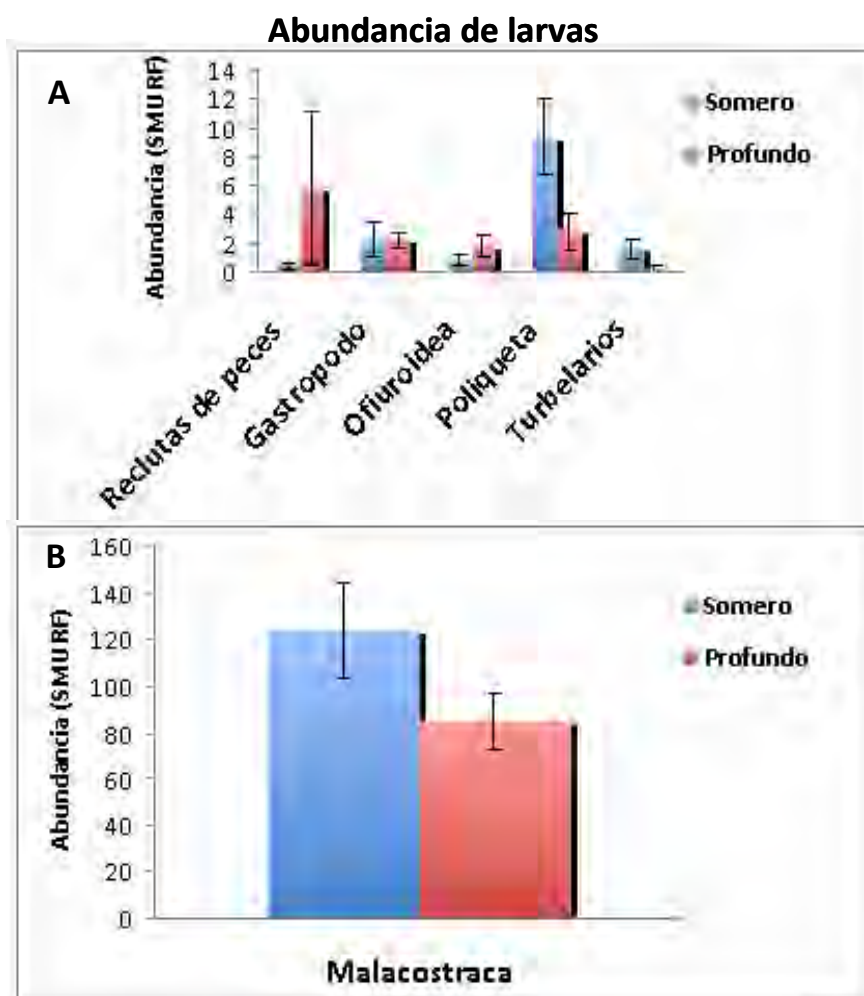 Abundancia de larvas
A
Abundancia (SMURF)
14
12
10
8
6
4
2
0
Somero
Profundo
Reclutas de peces
Gastropodo
Ofiuroidea
Poliqueta
Turbelarios
B
Abundancia (SMURF)
160
140
120
100
80
60
40
20
0
Somero
Profundo
Malacostraca